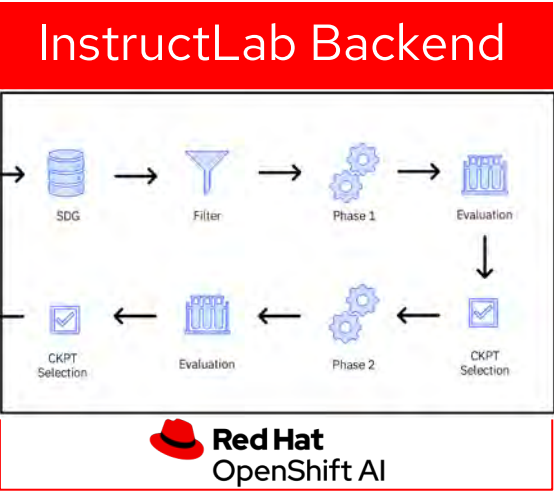 InstructLab Backend
SDG
Filter
Phase 1
Evaluation
CKPT
Selection
Evaluation
Phase 2
CKPT
Selection
Red Hat
OpenShift AI